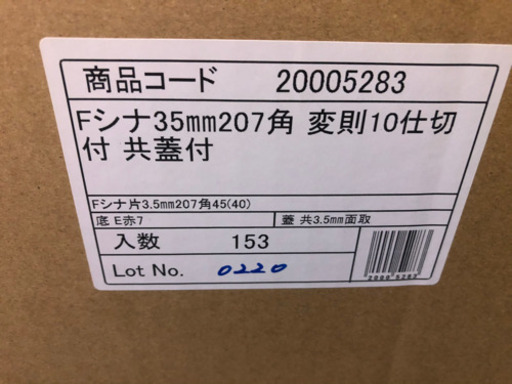 商品コード 20005283
Fシナ35mm207角 変則10仕切
付 共蓋付
Fシナ片3.5mm207角45(40)
底 E赤7 蓋 共3.5mm面取
入数 153
Lot No. 0220
2000 5283